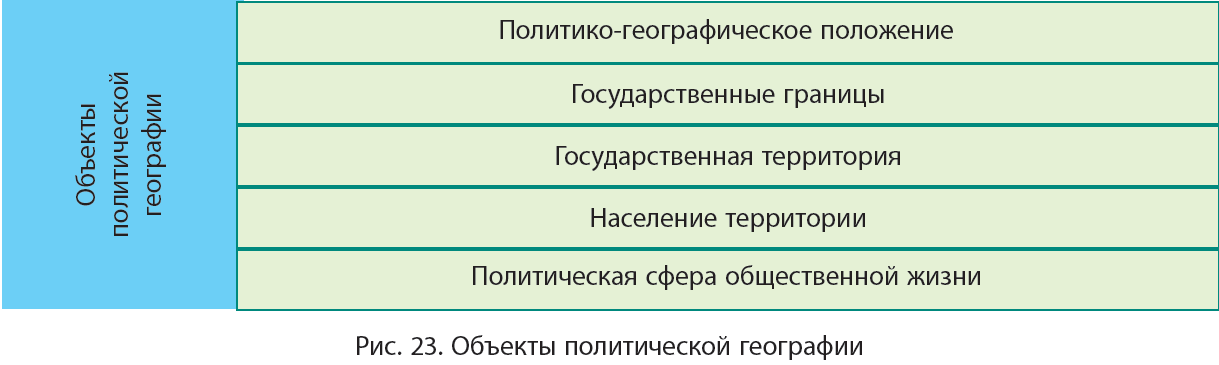 Объекты
политической
географии
Политико-географическое положение
Государственные границы
Государственная территория
Население территории
Политическая сфера общественной жизни
Рис. 23. Объекты политической географии